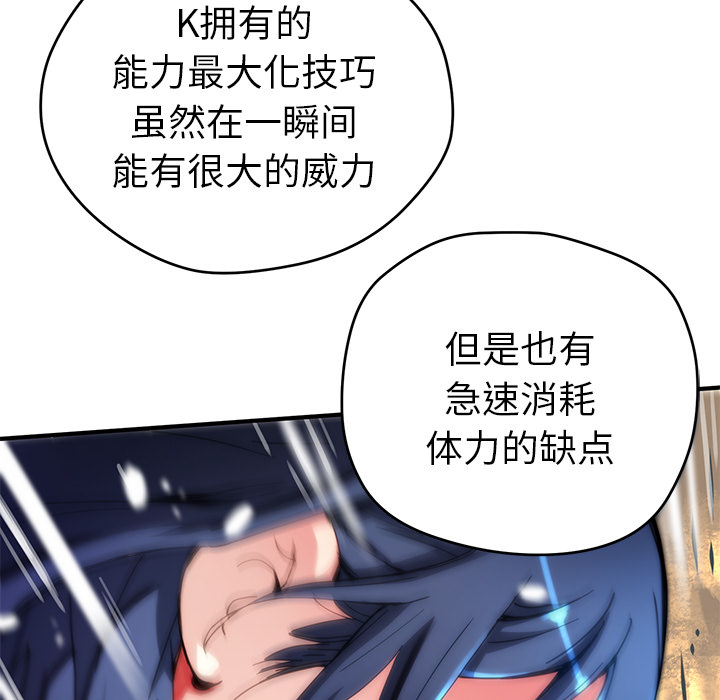 K拥有的
能力最大化技巧
虽然在一瞬间
能有很大的威力
但是也有
急速消耗
体力的缺点